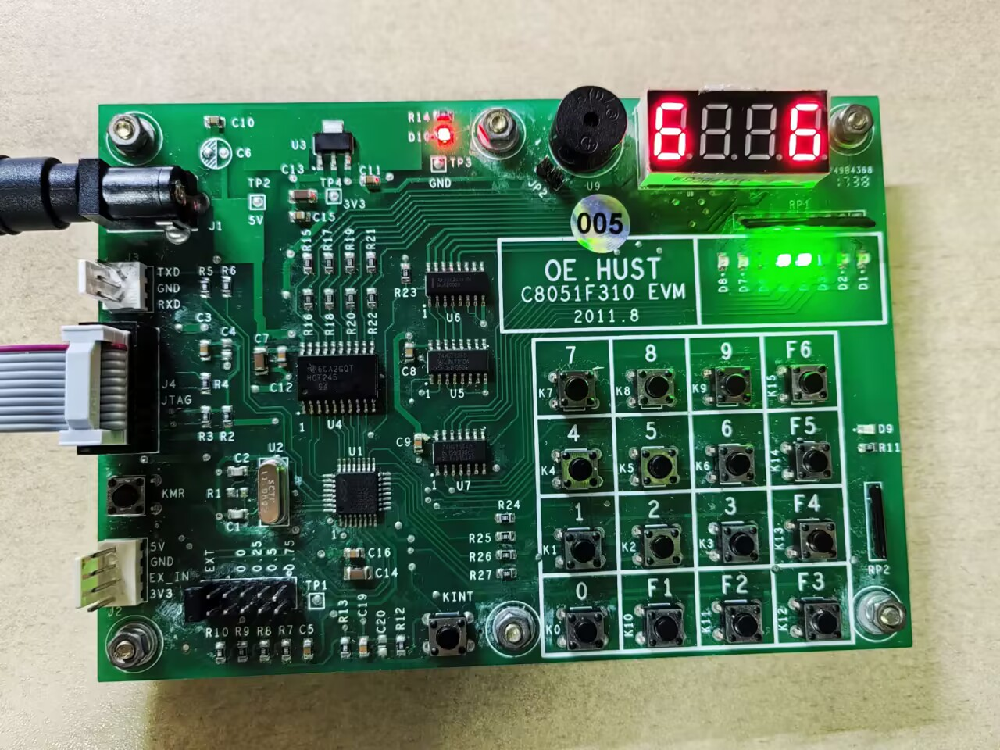 C10
R14
D10
U3
C6
C13
C11
TP3
GND
TP2
5V
TP4
3V3
C15
J1
JP2
U9
4984368
1738
005
RP1
J3
TXD
GND
RXD
R5
R6
R15
R17
R19
R21
R23
R16
R18
R20
R22
1
U6
OE.HUST
C8051F310 EVM
2011.8
D8
D7
D2
D1
C3
C4
C7
C12
6CA2GQT
HCT245
C8
1
U5
J4
JTAG
R4
R3
R2
1
U4
C9
1
U7
7
K7
8
K8
9
K9
F6
K15
4
K4
5
K5
6
K6
F5
K14
D9
R11
1
K1
2
K2
3
K3
F4
K13
0
K0
F1
K10
F2
K11
F3
K12
RP2
KMR
C2
R1
C1
U2
U1
1
R24
R25
R26
R27
5V
GND
EX_IN
3V3
J2
EXT
0.0
0.25
0.5
0.75
C16
C14
TP1
KINT
R10
R9
R8
R7
C5
R13
C19
C20
R12